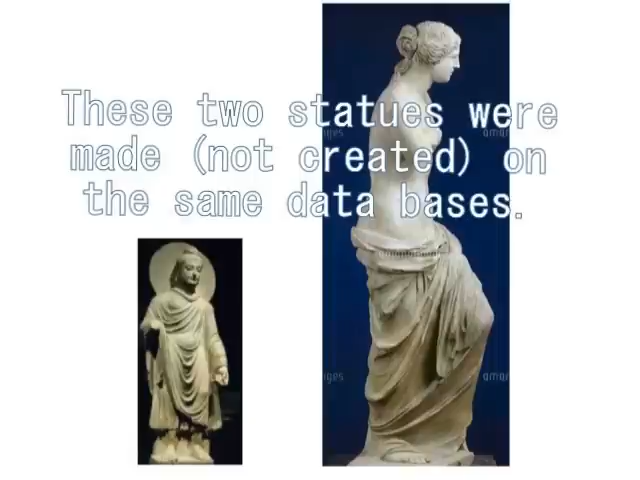 These two statues were
made (not created) on
the same data bases.